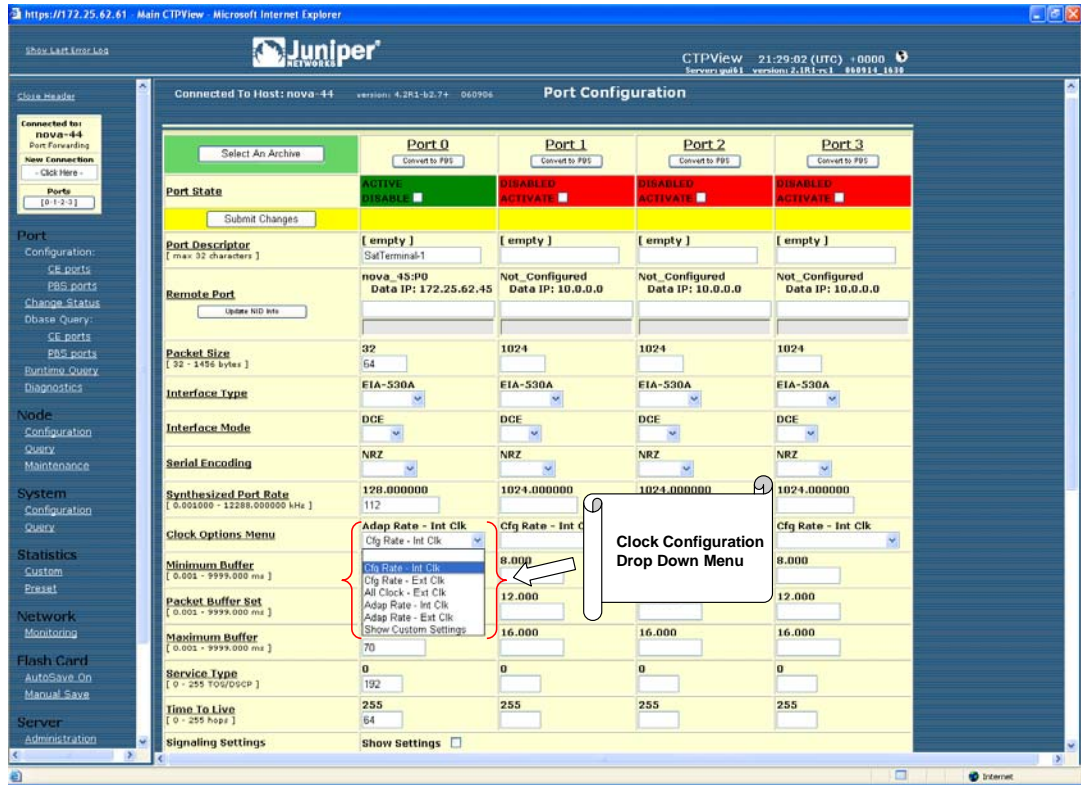 https://172.25.62.61 - Main CTPView - Microsoft Internet Explorer
Show Last Error Log
Juniper
NETWORKS
CTPView 21:29:02 (UTC) +0000
Server: gui61 version: 2.1R1-rc1 060914_1630
Close Header
Connected to:
nova-44
Port Forwarding
New Connection
- Click Here -
Ports
[0-1-2-3]
Port
Configuration:
CE ports
PBS ports
Change Status
Dbase Query:
CE ports
PBS ports
Runtime Query
Diagnostics
Node
Configuration
Query
Maintenance
System
Configuration
Query
Statistics
Custom
Preset
Network
Monitoring
Flash Card
AutoSave On
Manual Save
Server
Administration
Connected To Host: nova-44 version: 4.2R1-b2.7+ 060906 Port Configuration
Select An Archive
Port 0 Port 1 Port 2 Port 3
Convert to PBS Convert to PBS Convert to PBS Convert to PBS
Port State
ACTIVE DISABLED DISABLED DISABLED
DISABLE ACTIVATE ACTIVATE ACTIVATE
Submit Changes
Port Descriptor
[ max 32 characters ]
[ empty ] [ empty ] [ empty ] [ empty ]
SatTerminal-1
Remote Port
Update NID Info
nova_45:P0 Not_Configured Not_Configured Not_Configured
Data IP: 172.25.62.45 Data IP: 10.0.0.0 Data IP: 10.0.0.0 Data IP: 10.0.0.0
Packet Size
[ 32 - 1456 bytes ]
32 1024 1024 1024
64
Interface Type
EIA-530A EIA-530A EIA-530A EIA-530A
Interface Mode
DCE DCE DCE DCE
Serial Encoding
NRZ NRZ NRZ NRZ
Synthesized Port Rate
[ 0.001000 - 12288.000000 kHz ]
128.000000 1024.000000 1024.000000 1024.000000
112
Clock Options Menu
Adap Rate - Int Clk Cfg Rate - Int C Cfg Rate - Int Clk
Cfg Rate - Int Clk
Cfg Rate - Int Clk
Cfg Rate - Ext Clk
All Clock - Ext Clk
Adap Rate - Int Clk
Adap Rate - Ext Clk
Show Custom Settings
Clock Configuration
Drop Down Menu
Minimum Buffer
[ 0.001 - 9999.000 ms ]
8.000 8.000
Packet Buffer Set
[ 0.001 - 9999.000 ms ]
12.000 12.000
Maximum Buffer
[ 0.001 - 9999.000 ms ]
16.000 16.000 16.000
70
Service Type
[ 0 - 255 TOS/DSCP ]
0 0 0 0
192
Time To Live
[ 0 - 255 hops ]
255 255 255 255
64
Signaling Settings
Show Settings
Internet